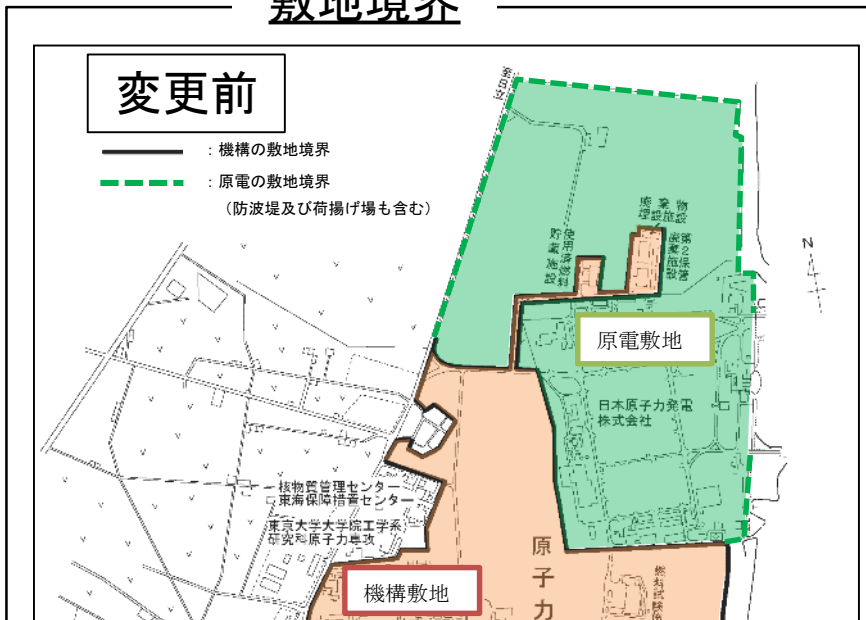 敷地境界
変更前
：機構の敷地境界
：原電の敷地境界
（防波堤及び荷揚げ場も含む）
N
原電敷地
日本原子力発電
株式会社
核物質管理センター
東海保障措置センター
東京大学大学院工学系
研究科原子力専攻
機構敷地
原子力